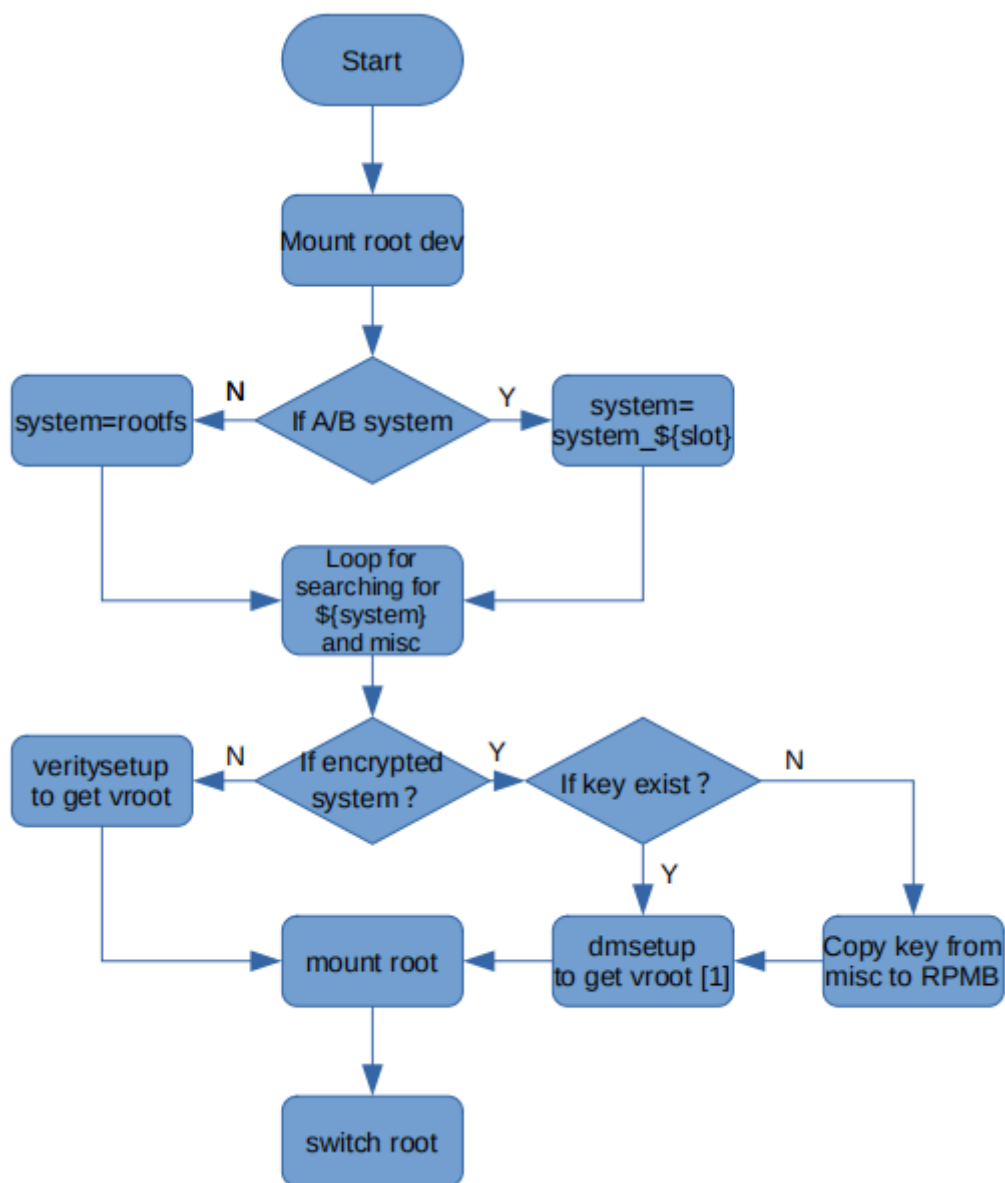 Start
Mount root dev
If A/B system
N
Y
system=rootfs
system=
system_${slot}
Loop for
searching for
${system}
and misc
If encrypted
system？
N
Y
veritysetup
to get vroot
If key exist？
N
Y
mount root
dmsetup
to get vroot [1]
Copy key from
misc to RPMB
switch root